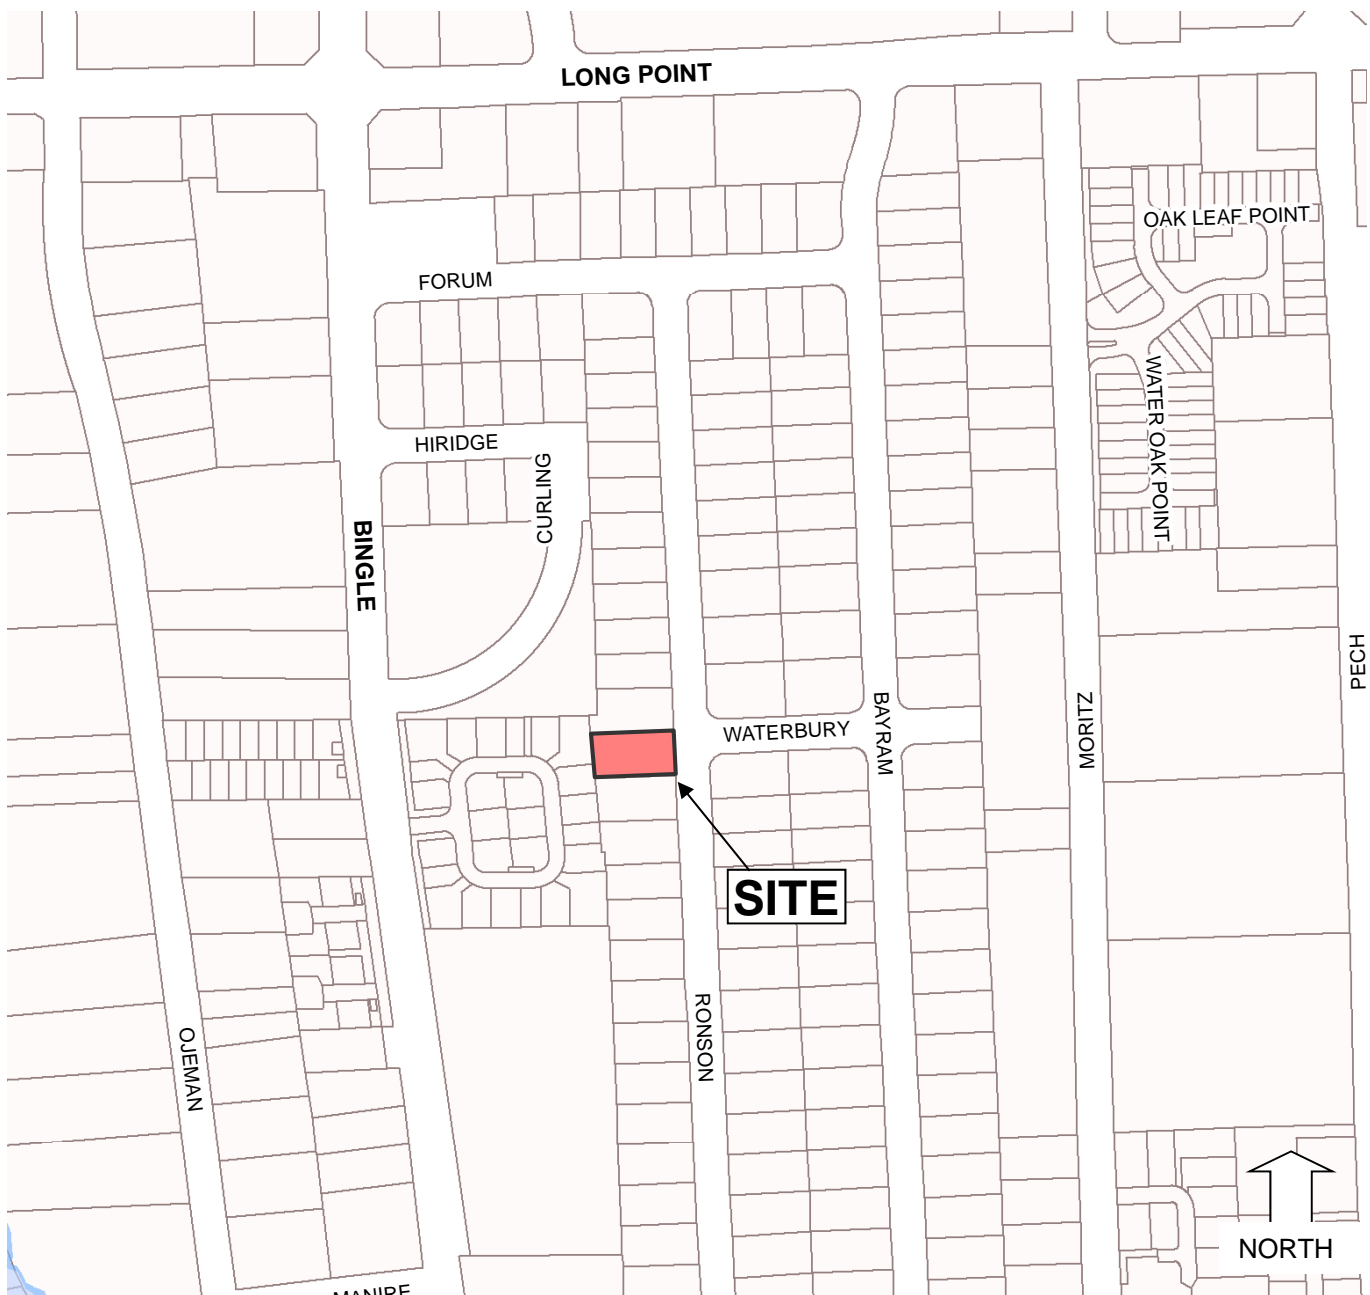 LONG POINT
OAK LEAF POINT
FORUM
HIRIDGE
CURLING
WATER OAK POINT
BINGLE
PECH
WATERBURY
BAYRAM
MORITZ
SITE
RONSON
OJEMAN
NORTH
MANIRE